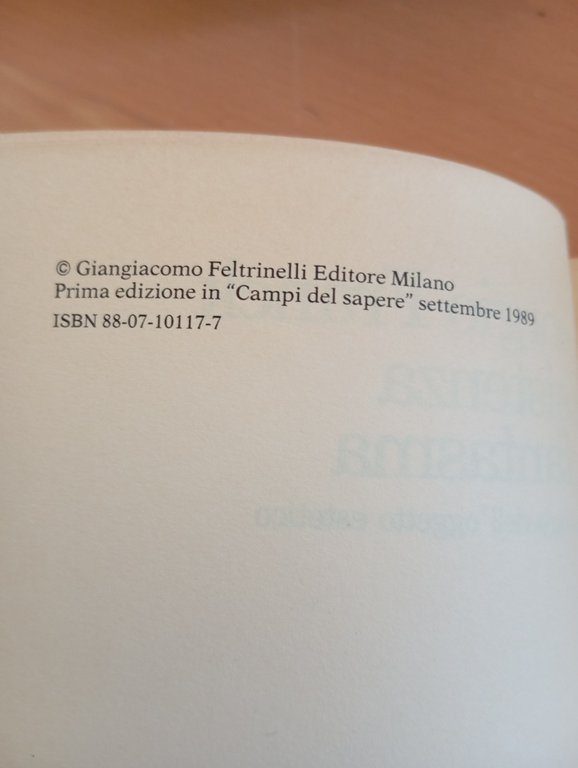 © Giangiacomo Feltrinelli Editore Milano
Prima edizione in “Campi del sapere” settembre 1989
ISBN 88-07-10117-7